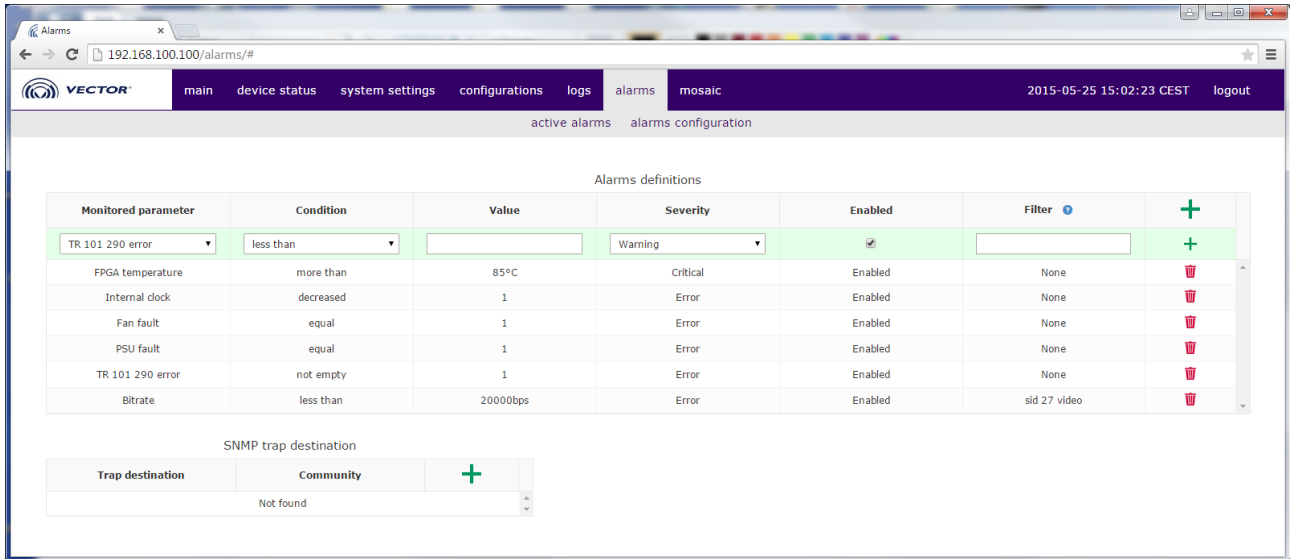 Alarms
192.168.100.100/alarms/#
VECTOR main device status system settings configurations logs alarms mosaic 2015-05-25 15:02:23 CEST logout
active alarms alarms configuration
Alarms definitions
Monitored parameter Condition Value Severity Enabled Filter ?
TR 101 290 error less than Warning
FPGA temperature more than 85°C Critical Enabled None
Internal clock decreased 1 Error Enabled None
Fan fault equal 1 Error Enabled None
PSU fault equal 1 Error Enabled None
TR 101 290 error not empty 1 Error Enabled None
Bitrate less than 20000bps Error Enabled sid 27 video
SNMP trap destination
Trap destination Community
Not found